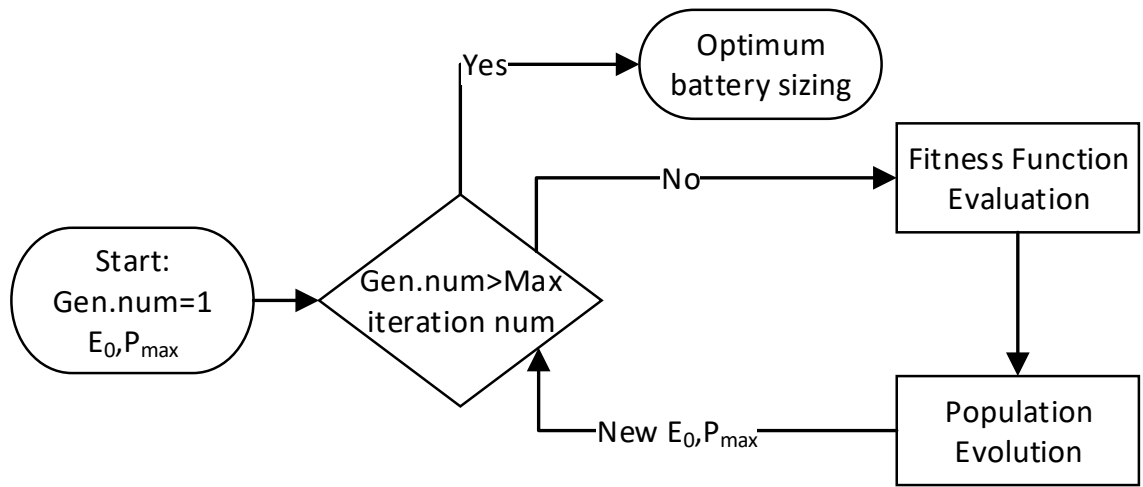 Start:
Gen.num=1
E₀,Pₘₐₓ
Gen.num>Max
iteration num
Yes
Optimum
battery sizing
No
Fitness Function
Evaluation
Population
Evolution
New E₀,Pₘₐₓ